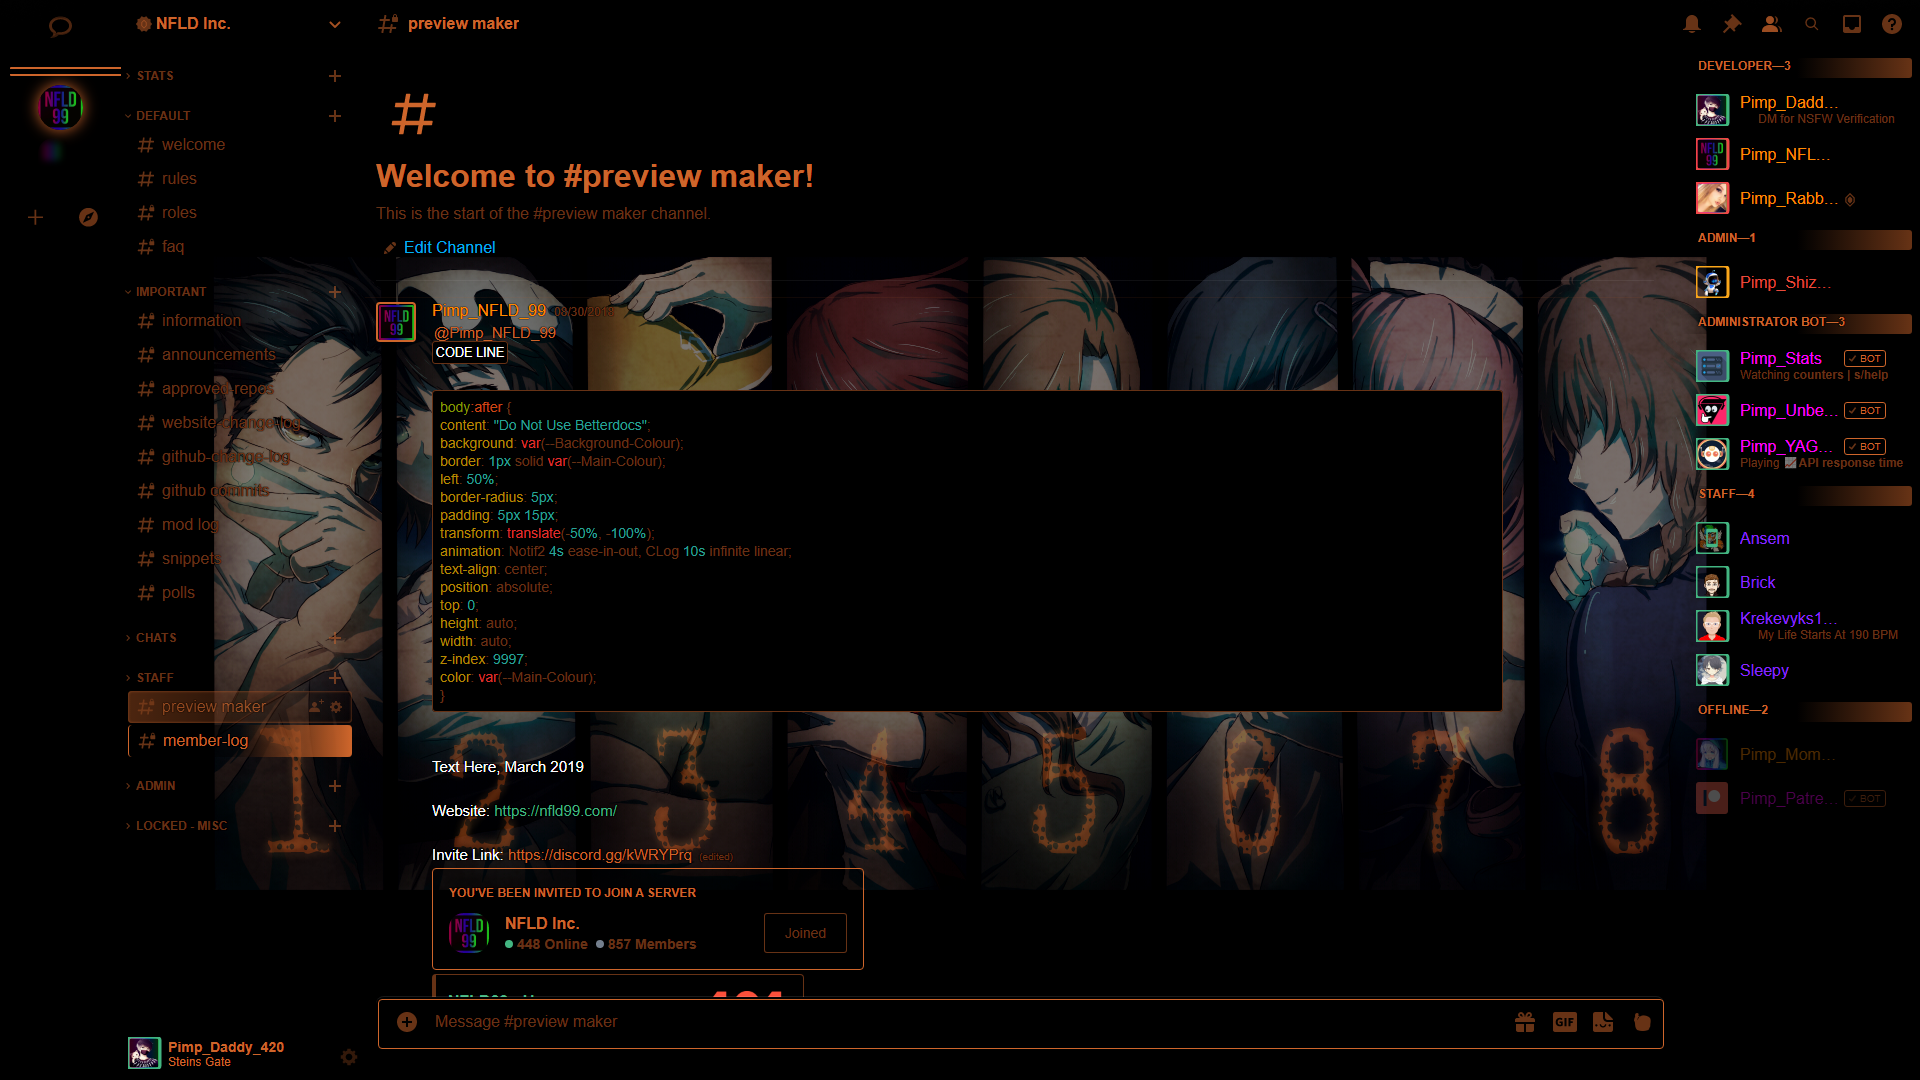 NFLD Inc.
STATS
DEFAULT
welcome
rules
roles
faq
IMPORTANT
information
announcements
approved-repos
website-change-log
github-change-log
github commits
mod log
snippets
polls
CHATS
STAFF
preview maker
member-log
ADMIN
LOCKED - MISC
Pimp_Daddy_420
Steins Gate
preview maker
#
Welcome to #preview maker!
This is the start of the #preview maker channel.
Edit Channel
NFLD 99
Pimp_NFLD_99 08/30/2018
@Pimp_NFLD_99
CODE LINE
body:after {
content: "Do Not Use Betterdocs";
background: var(--Background-Colour);
border: 1px solid var(--Main-Colour);
left: 50%;
border-radius: 5px;
padding: 5px 15px;
transform: translate(-50%, -100%);
animation: Notif2 4s ease-in-out, CLog 10s infinite linear;
text-align: center;
position: absolute;
top: 0;
height: auto;
width: auto;
z-index: 9997;
color: var(--Main-Colour);
}
1 2 3 4 5 6 7 8
Text Here, March 2019
Website: https://nfld99.com/
Invite Link: https://discord.gg/kWRYPrq (edited)
YOU'VE BEEN INVITED TO JOIN A SERVER
NFLD 99
NFLD Inc.
448 Online 857 Members
Joined
Message #preview maker
GIF
DEVELOPER—3
Pimp_Dadd...
DM for NSFW Verification
Pimp_NFL...
Pimp_Rabb...
ADMIN—1
Pimp_Shiz...
ADMINISTRATOR BOT—3
Pimp_Stats BOT
Watching counters | s/help
Pimp_Unbe... BOT
Pimp_YAG... BOT
Playing API response time
STAFF—4
Ansem
Brick
Krekevyks1...
My Life Starts At 190 BPM
Sleepy
OFFLINE—2
Pimp_Mom...
Pimp_Patre... BOT